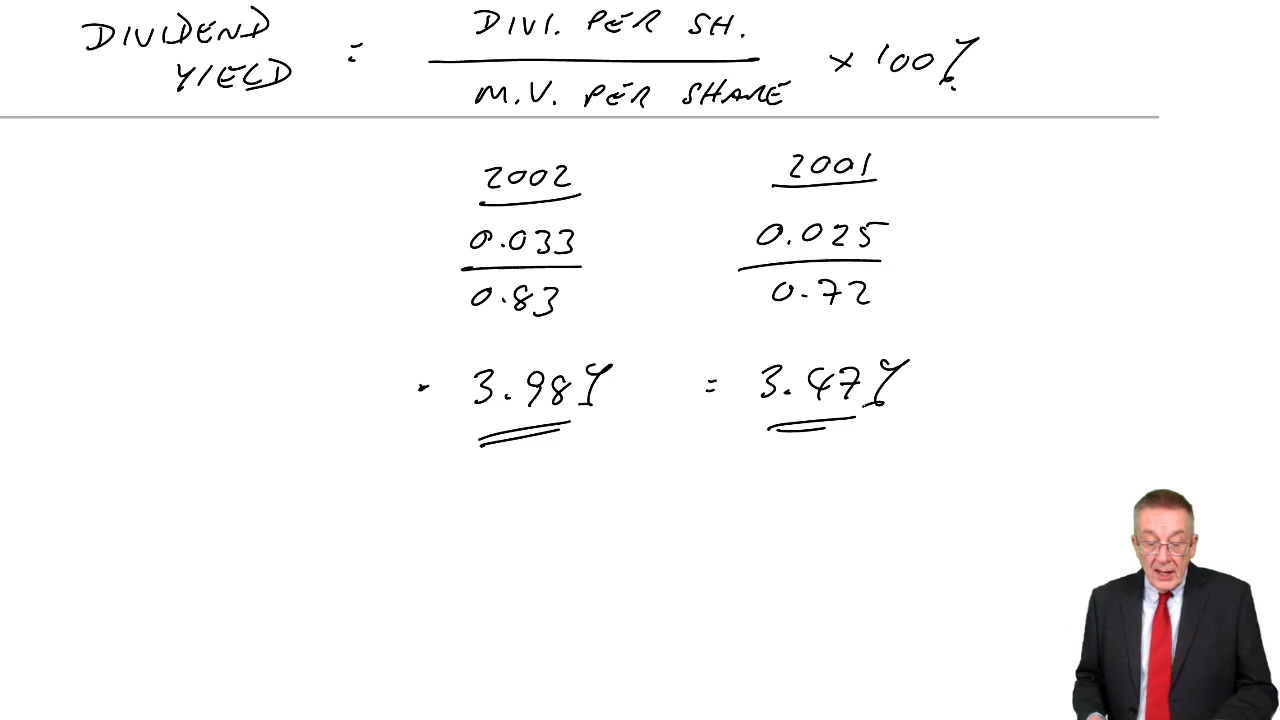 DIVIDEND YIELD = DIVI. PER SH.
M.V. PER SHARE
× 100%
2002 2001
0.033 0.025
0.83 0.72
= 3.98% = 3.47%